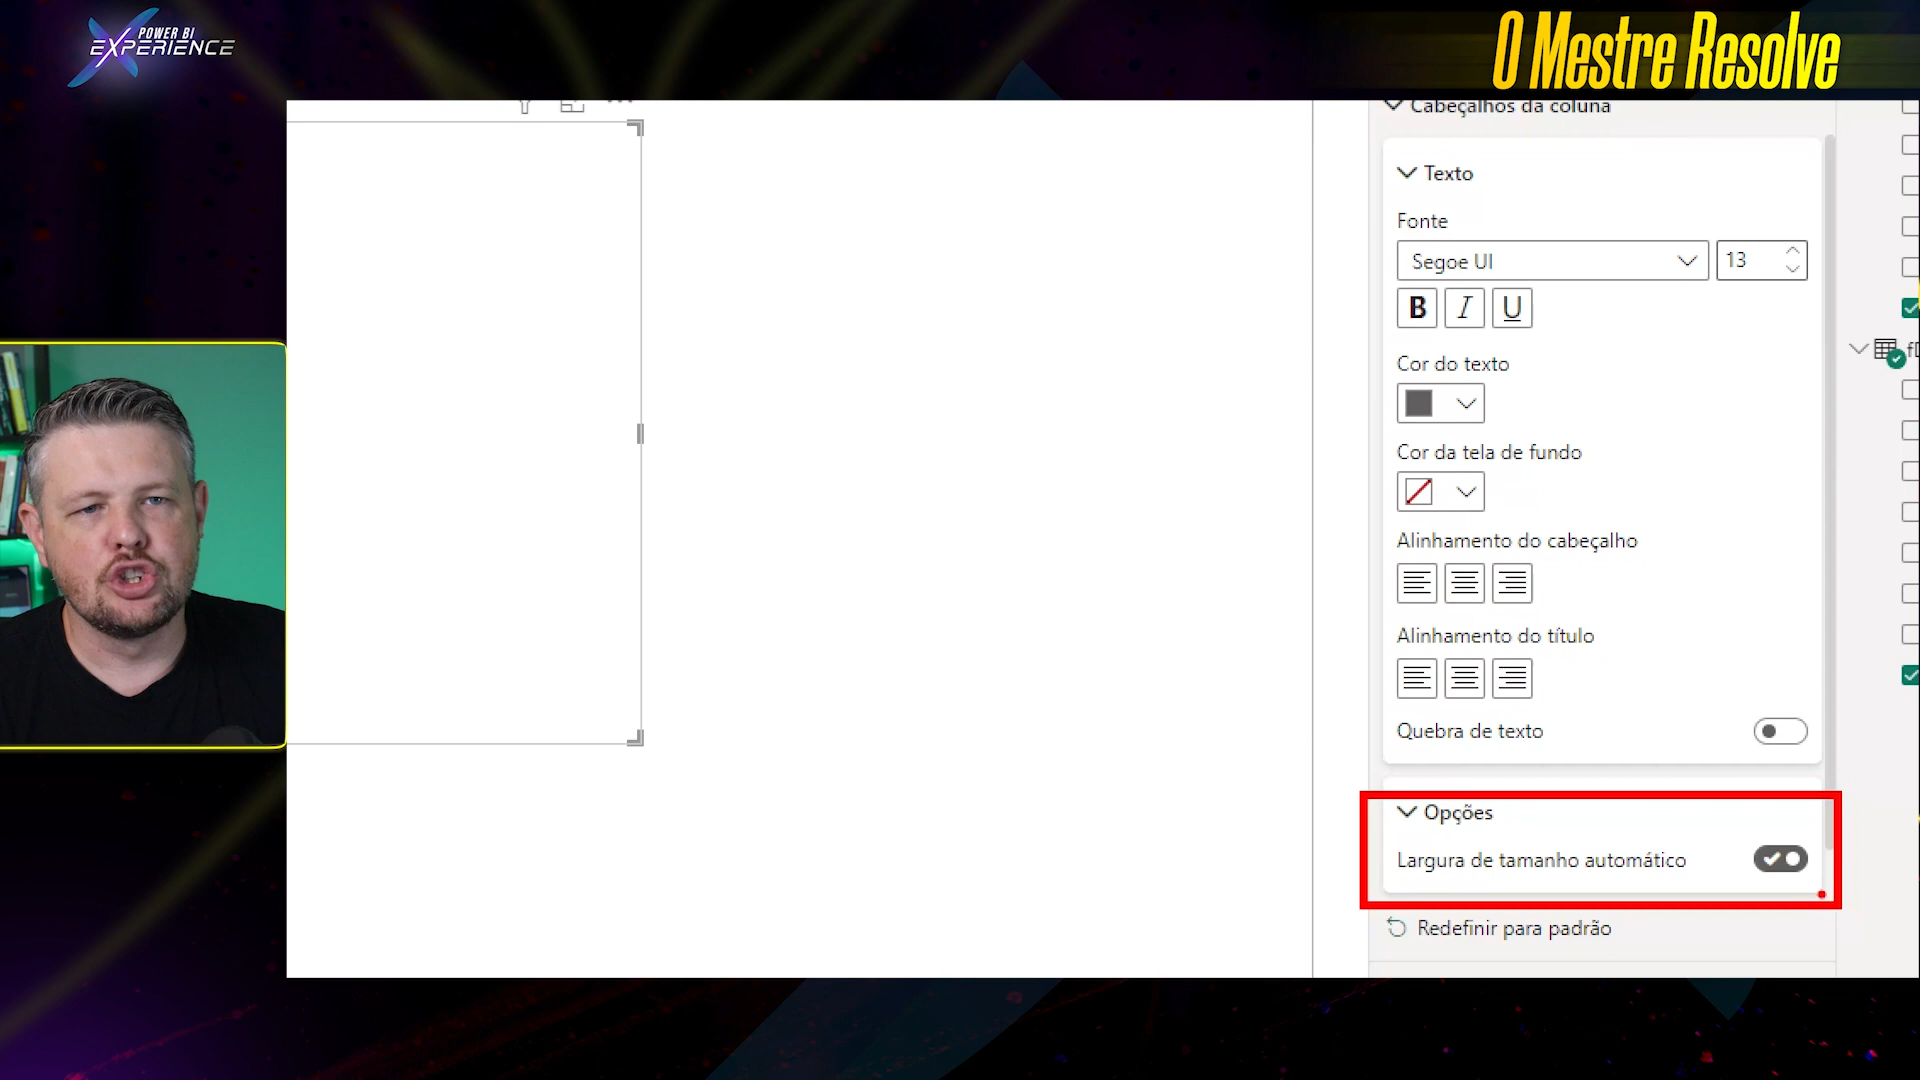 POWER BI
EXPERIENCE
O Mestre Resolve
Cabeçalhos da coluna
Texto
Fonte
Segoe UI
13
B I U
Cor do texto
Cor da tela de fundo
Alinhamento do cabeçalho
Alinhamento do título
Quebra de texto
Opções
Largura de tamanho automático
Redefinir para padrão